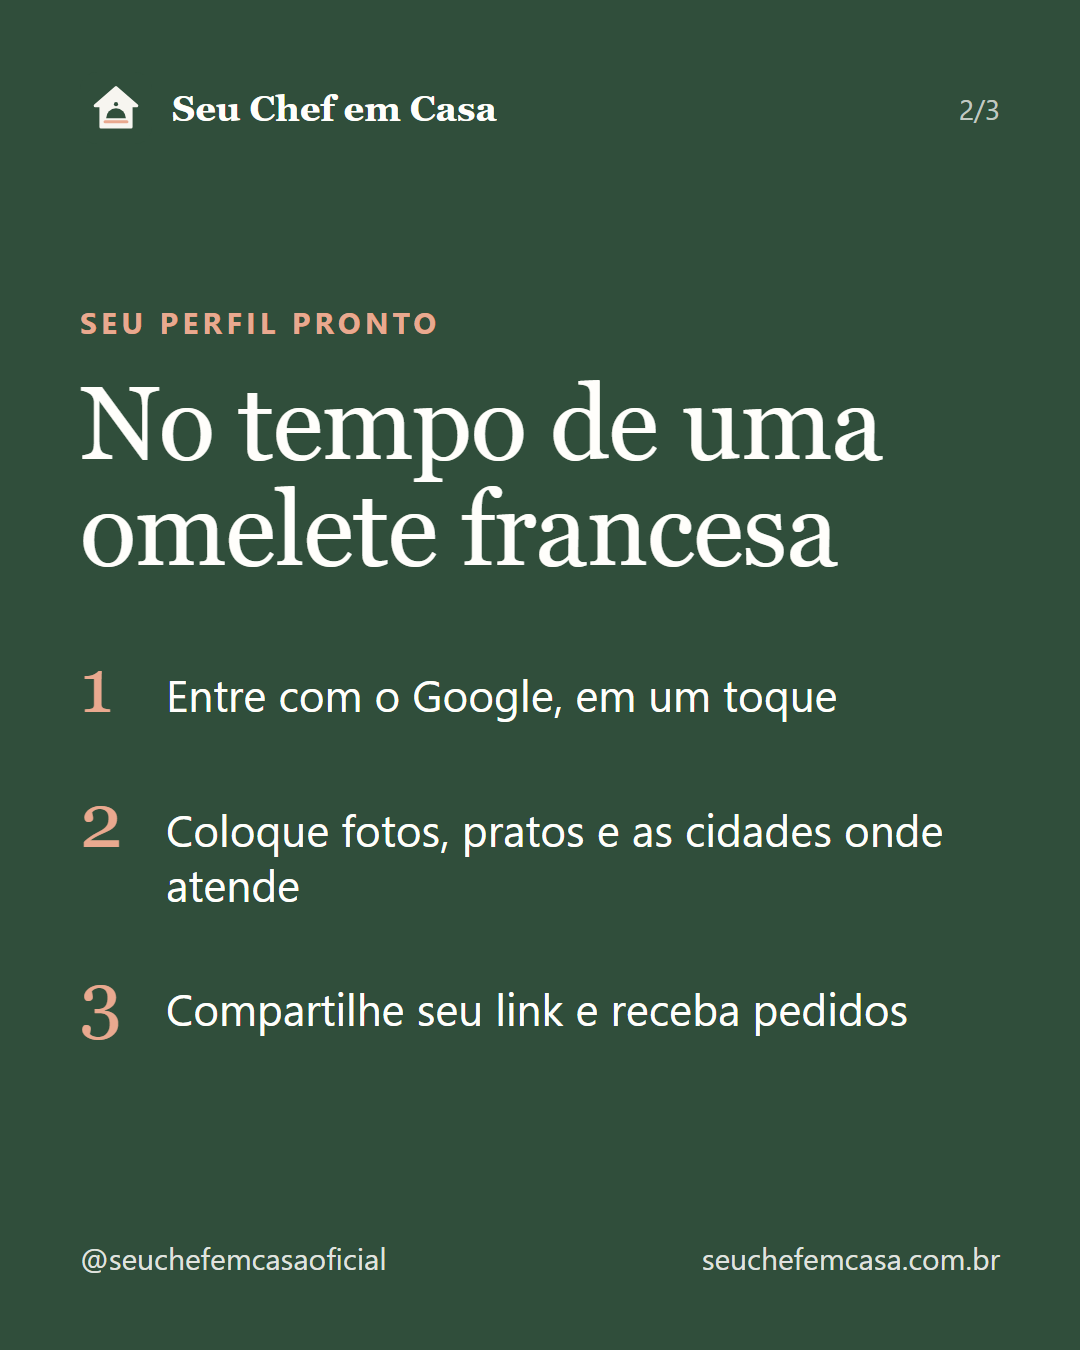 Seu Chef em Casa
2/3
SEU PERFIL PRONTO
No tempo de uma
omelete francesa
1 Entre com o Google, em um toque
2 Coloque fotos, pratos e as cidades onde
atende
3 Compartilhe seu link e receba pedidos
@seuchefemcasaoficial
seuchefemcasa.com.br